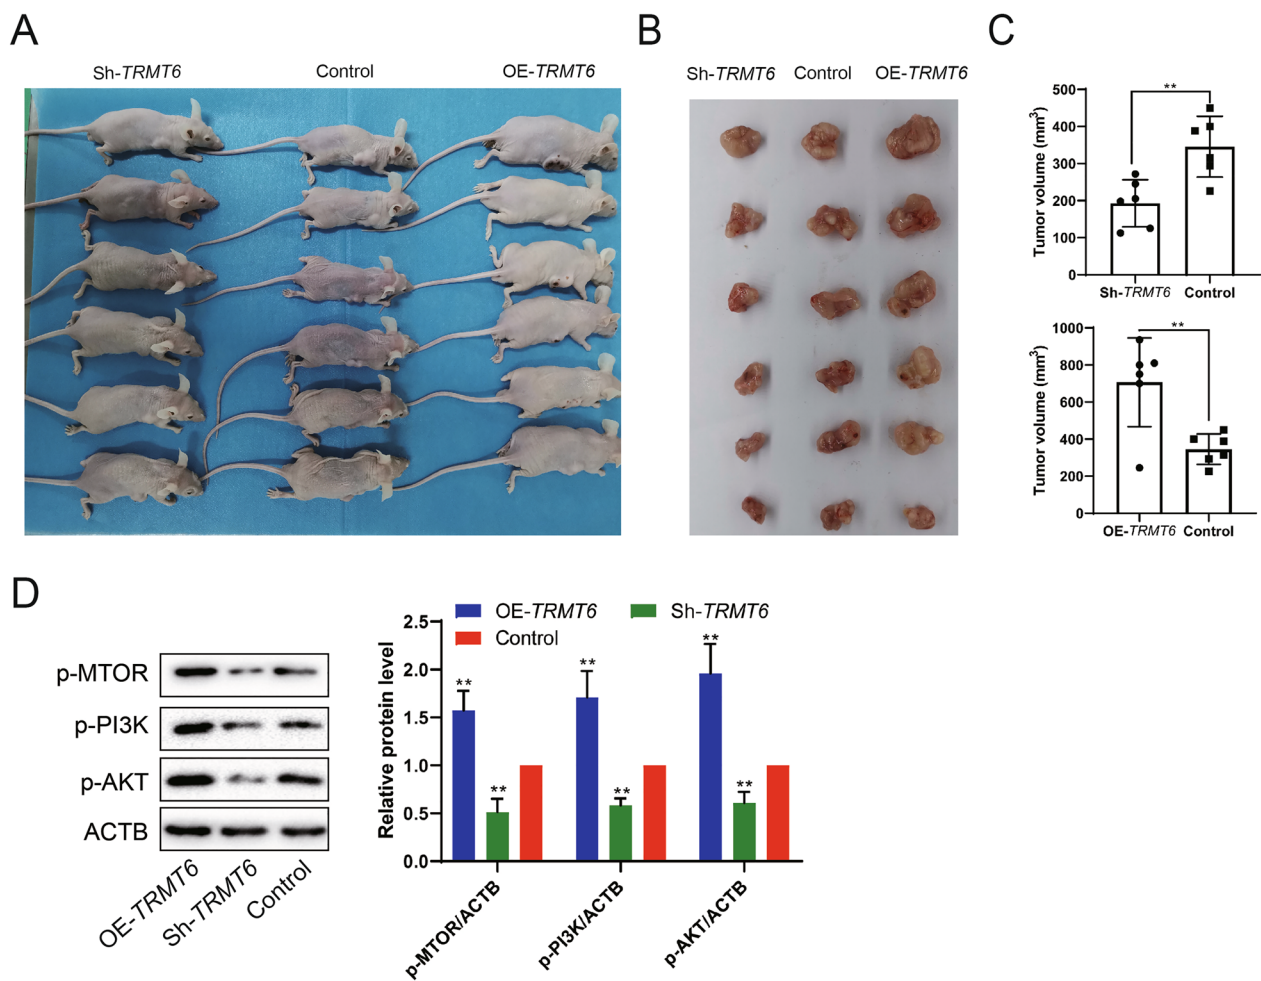 A
Sh-TRMT6 Control OE-TRMT6
B
Sh-TRMT6 Control OE-TRMT6
C
**
500
400
300
200
100
0
Tumor volume (mm3)
Sh-TRMT6 Control
**
1000
800
600
400
200
0
Tumor volume (mm3)
OE-TRMT6 Control
D
p-MTOR
p-PI3K
p-AKT
ACTB
OE-TRMT6
Sh-TRMT6
Control
OE-TRMT6 Sh-TRMT6
Control
2.5
2.0
1.5
1.0
0.5
0.0
Relative protein level
** ** ** ** ** **
p-MTOR/ACTB
p-PI3K/ACTB
p-AKT/ACTB